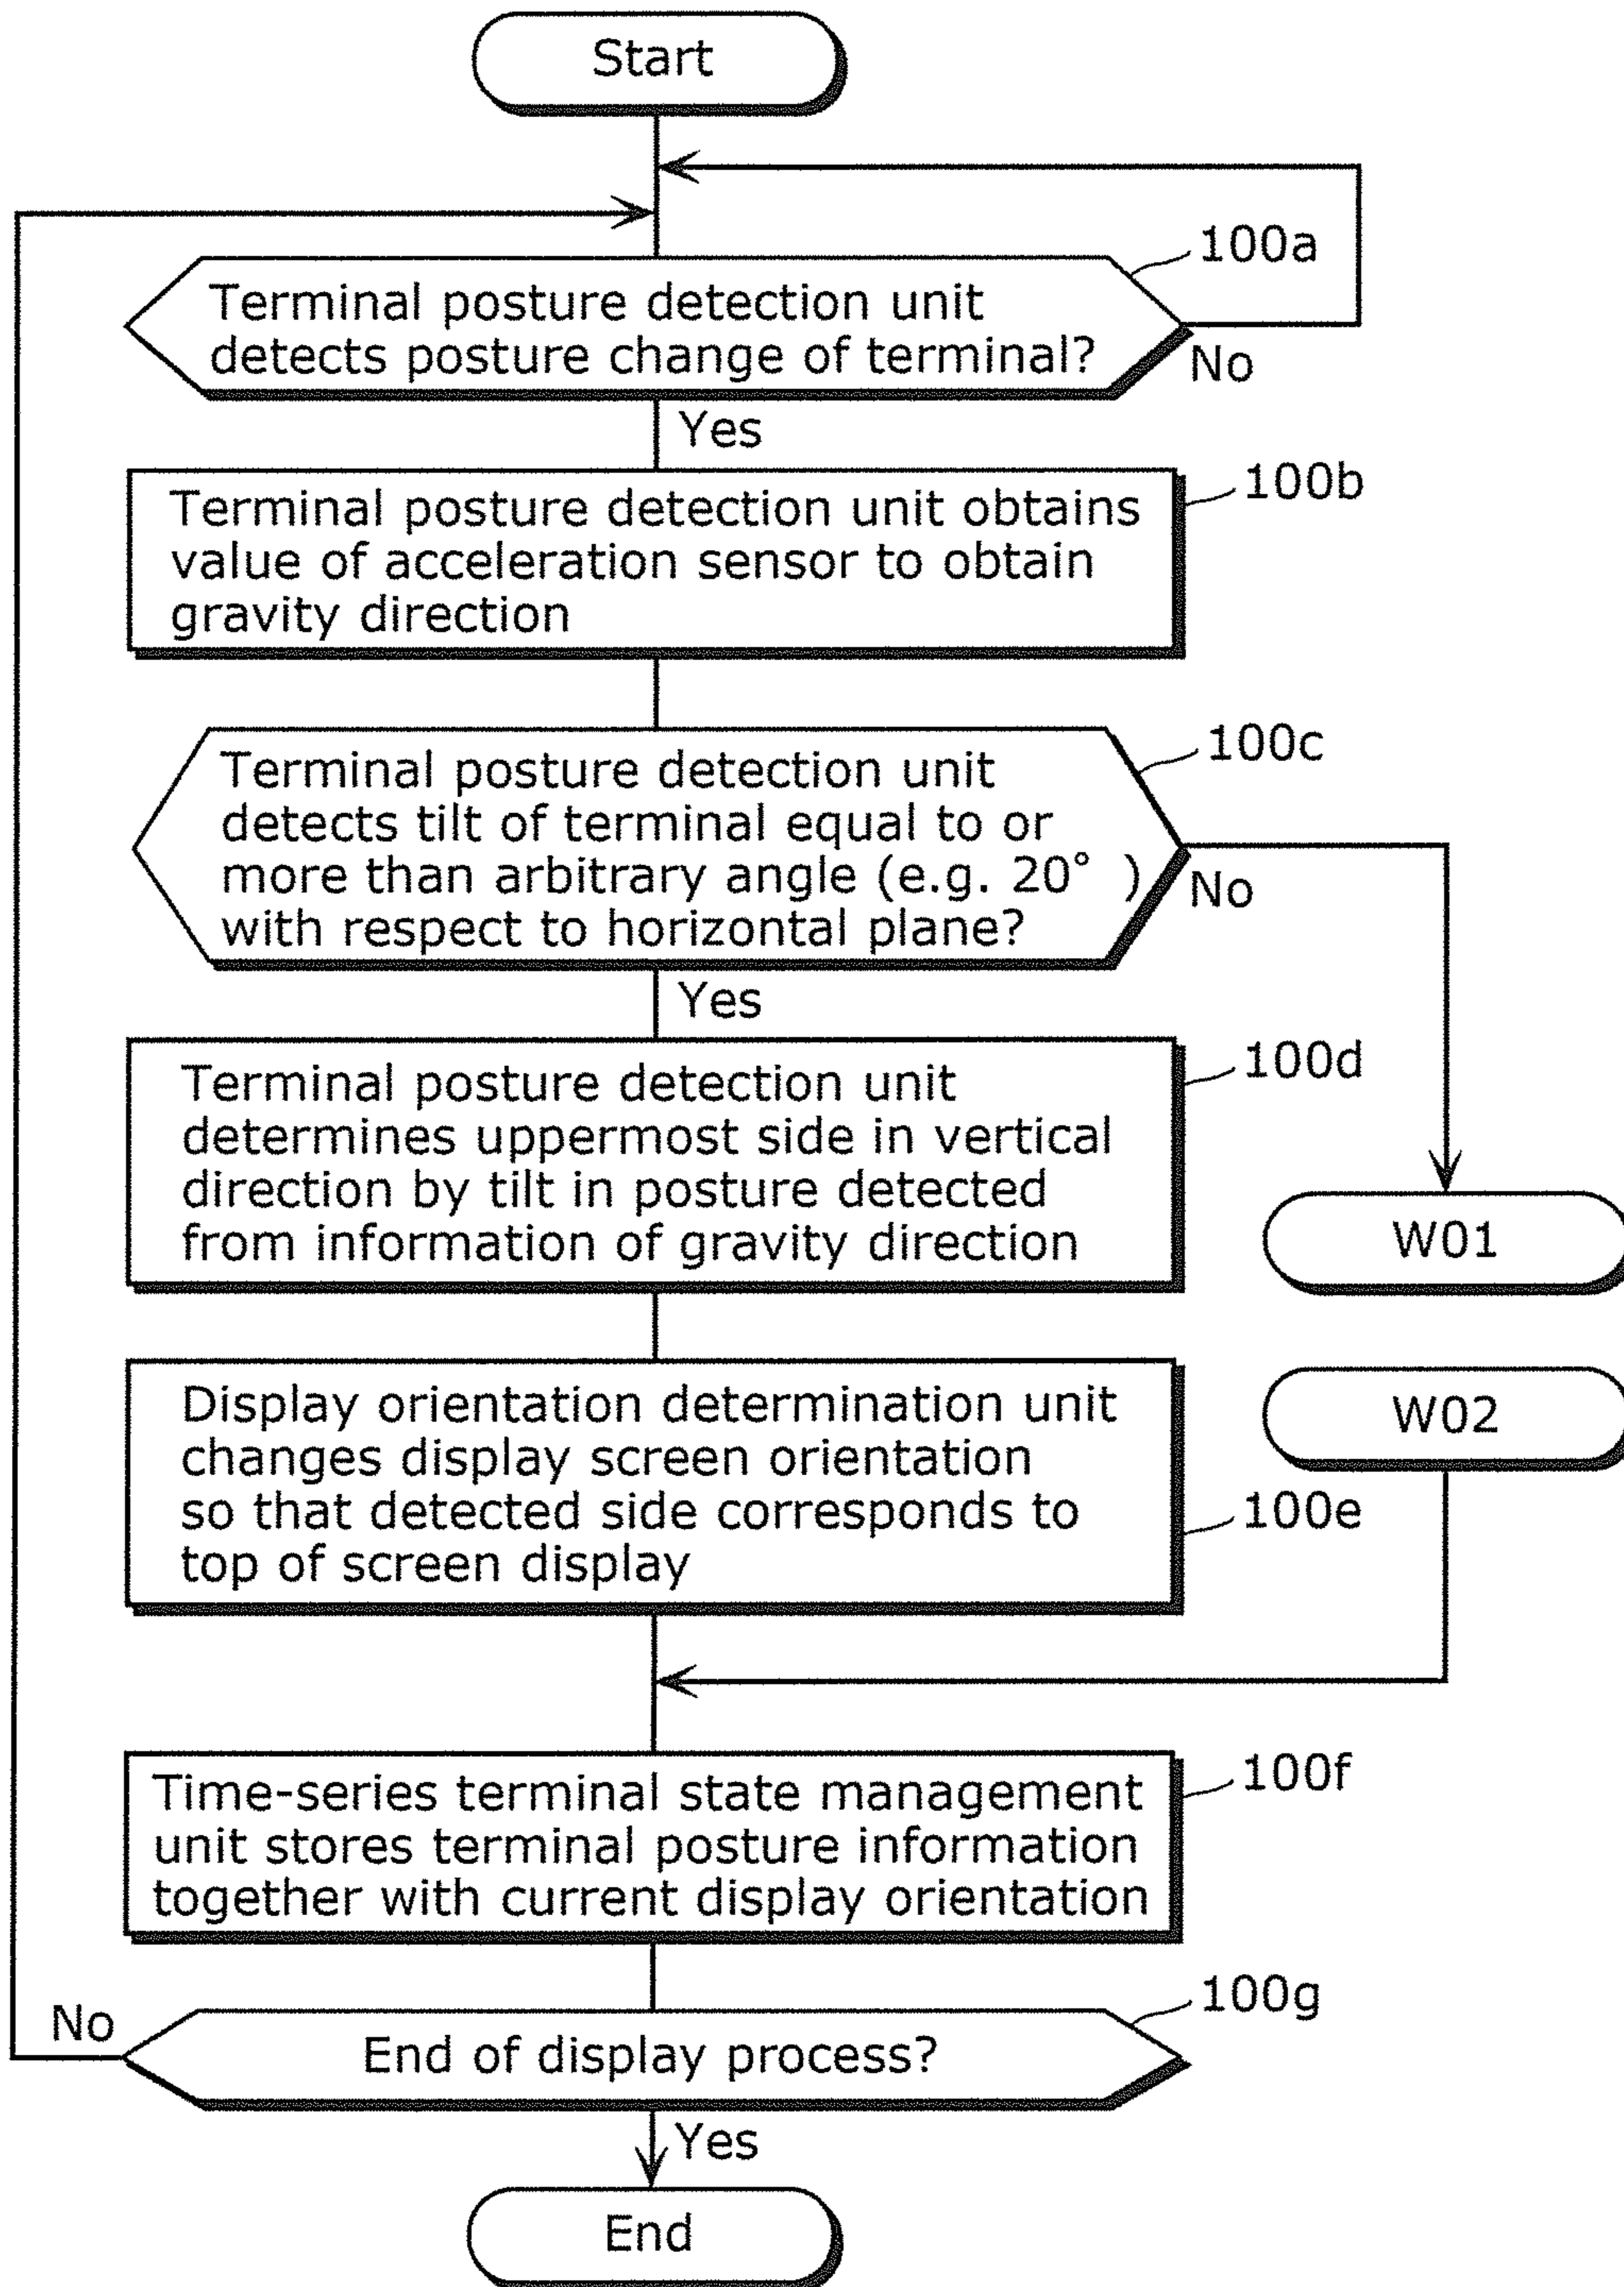 Start
100a
Terminal posture detection unit
detects posture change of terminal?
No
Yes
100b
Terminal posture detection unit obtains
value of acceleration sensor to obtain
gravity direction
100c
Terminal posture detection unit
detects tilt of terminal equal to or
more than arbitrary angle (e.g. 20° )
with respect to horizontal plane?
No
Yes
100d
Terminal posture detection unit
determines uppermost side in vertical
direction by tilt in posture detected
from information of gravity direction
W01
Display orientation determination unit
changes display screen orientation
so that detected side corresponds to
top of screen display
100e
W02
100f
Time-series terminal state management
unit stores terminal posture information
together with current display orientation
100g
No
End of display process?
Yes
End